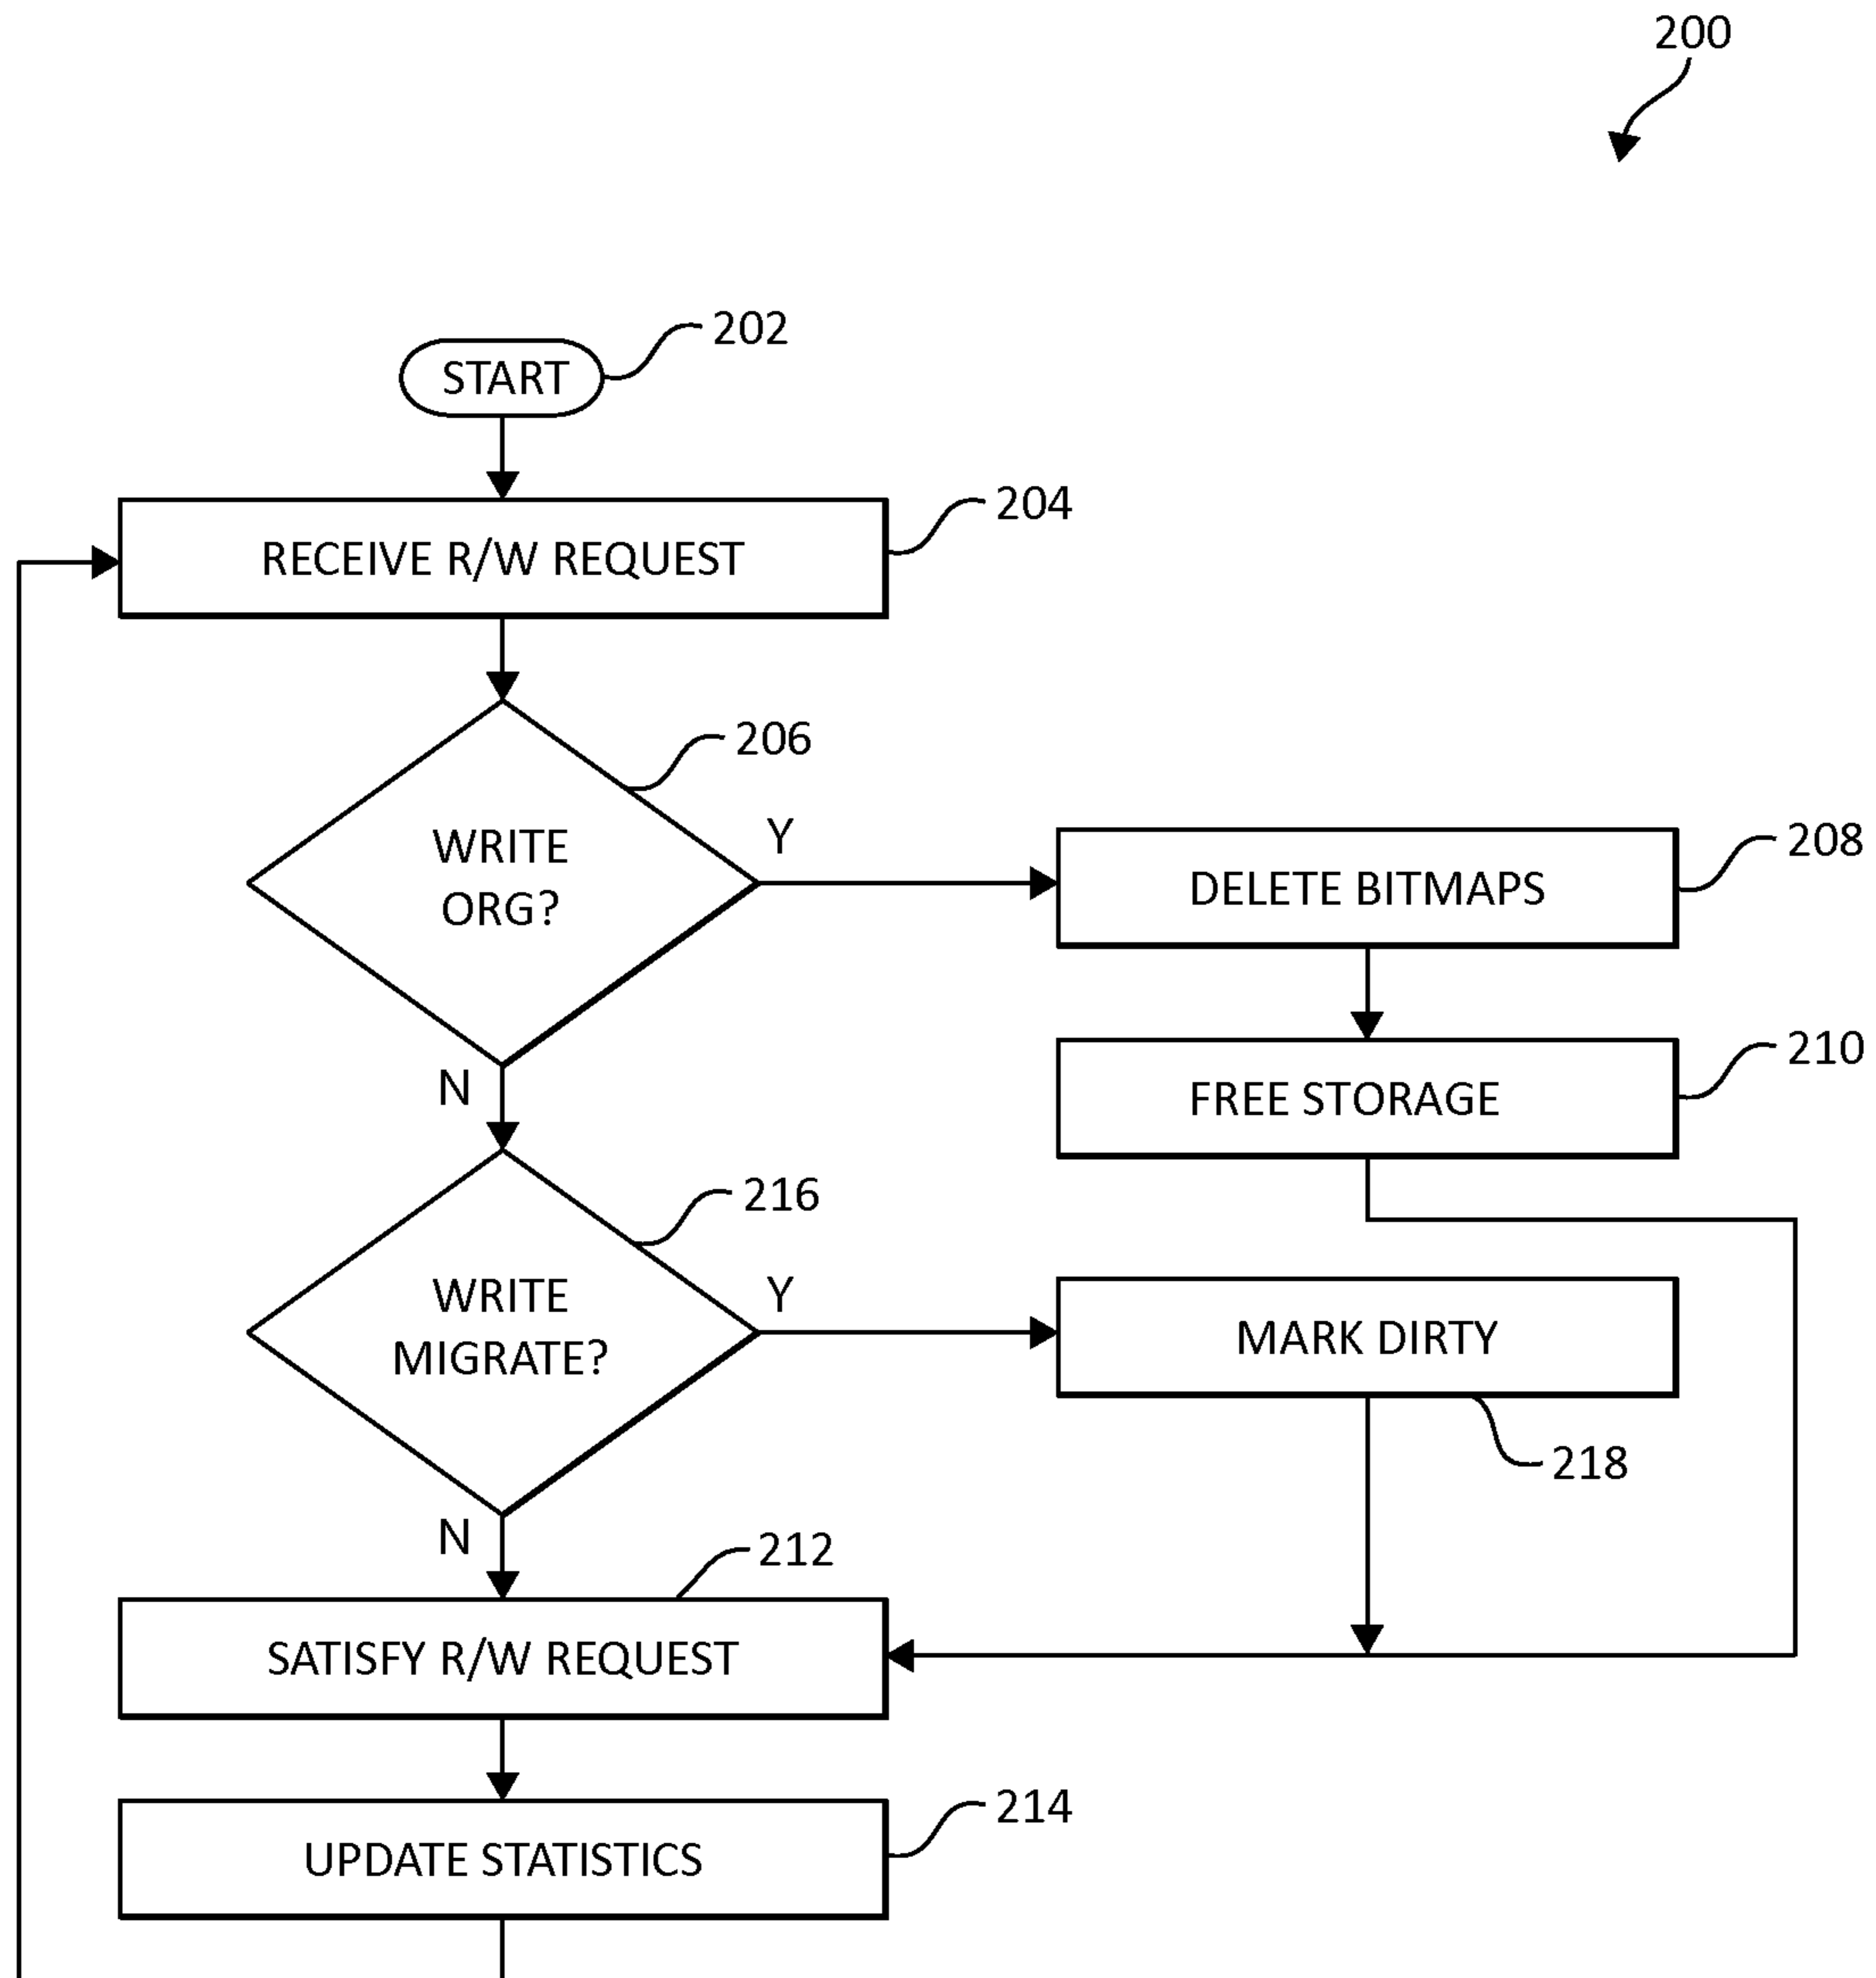 200
START
202
RECEIVE R/W REQUEST
204
206
WRITE
ORG?
Y
DELETE BITMAPS
208
N
FREE STORAGE
210
216
WRITE
MIGRATE?
Y
MARK DIRTY
218
N
212
SATISFY R/W REQUEST
214
UPDATE STATISTICS